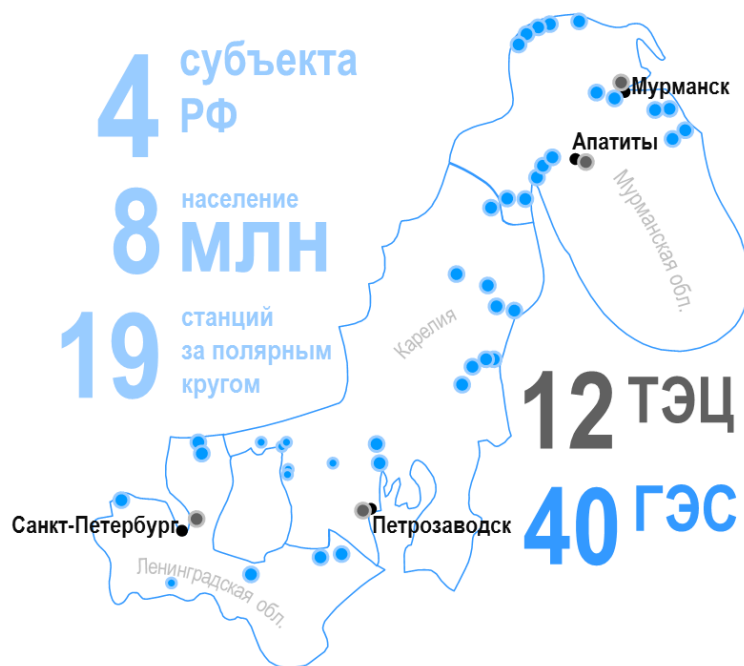 4 субъекта
РФ
8 население
млн
19 станций
за полярным
кругом
Мурманск
Апатиты
Мурманская обл.
Карелия
12 ТЭЦ
40 ГЭС
Санкт-Петербург
Петрозаводск
Ленинградская обл.